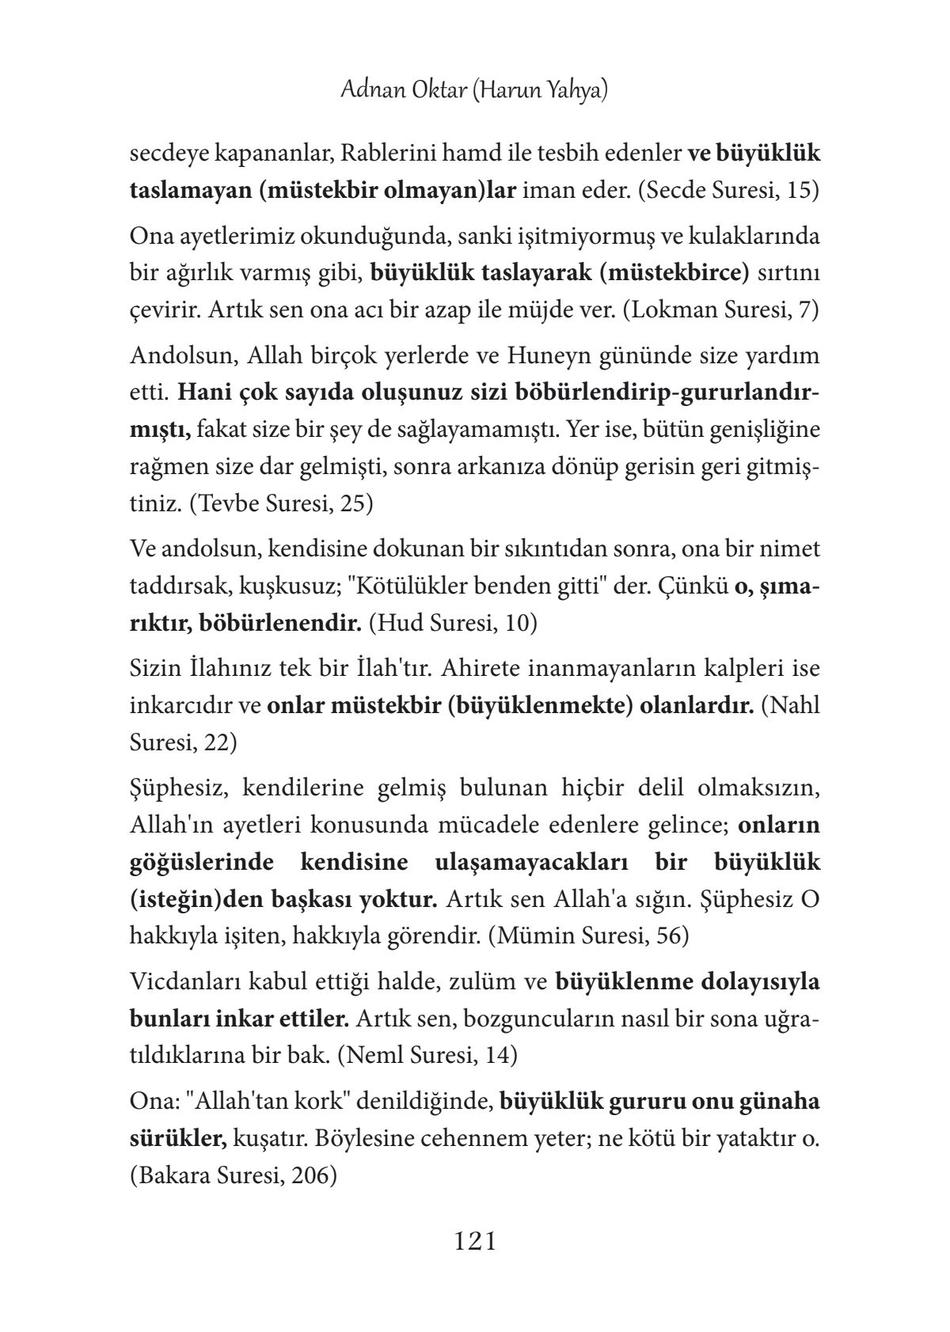 Adnan Oktar (Harun Yahya)
secdeye kapananlar, Rablerini hamd ile tesbih edenler ve büyüklük
taslamayan (müstekbir olmayan)lar iman eder. (Secde Suresi, 15)
Ona ayetlerimiz okunduğunda, sanki işitmiyormuş ve kulaklarında
bir ağırlık varmış gibi, büyüklük taslayarak (müstekbirce) sırtını
çevirir. Artık sen ona acı bir azap ile müjde ver. (Lokman Suresi, 7)
Andolsun, Allah birçok yerlerde ve Huneyn gününde size yardım
etti. Hani çok sayıda oluşunuz sizi böbürlendirip-gururlandır-
mıştı, fakat size bir şey de sağlayamamıştı. Yer ise, bütün genişliğine
rağmen size dar gelmişti, sonra arkanıza dönüp gerisin geri gitmiş-
tiniz. (Tevbe Suresi, 25)
Ve andolsun, kendisine dokunan bir sıkıntıdan sonra, ona bir nimet
taddırsak, kuşkusuz; "Kötülükler benden gitti" der. Çünkü o, şıma-
rıktır, böbürlenendir. (Hud Suresi, 10)
Sizin İlahınız tek bir İlah'tır. Ahirete inanmayanların kalpleri ise
inkarcıdır ve onlar müstekbir (büyüklenmekte) olanlardır. (Nahl
Suresi, 22)
Şüphesiz, kendilerine gelmiş bulunan hiçbir delil olmaksızın,
Allah'ın ayetleri konusunda mücadele edenlere gelince; onların
göğüslerinde kendisine ulaşamayacakları bir büyüklük
(isteğin)den başkası yoktur. Artık sen Allah'a sığın. Şüphesiz O
hakkıyla işiten, hakkıyla görendir. (Mümin Suresi, 56)
Vicdanları kabul ettiği halde, zulüm ve büyüklenme dolayısıyla
bunları inkar ettiler. Artık sen, bozguncuların nasıl bir sona uğra-
tıldıklarına bir bak. (Neml Suresi, 14)
Ona: "Allah'tan kork" denildiğinde, büyüklük gururu onu günaha
sürükler, kuşatır. Böylesine cehennem yeter; ne kötü bir yataktır o.
(Bakara Suresi, 206)
121